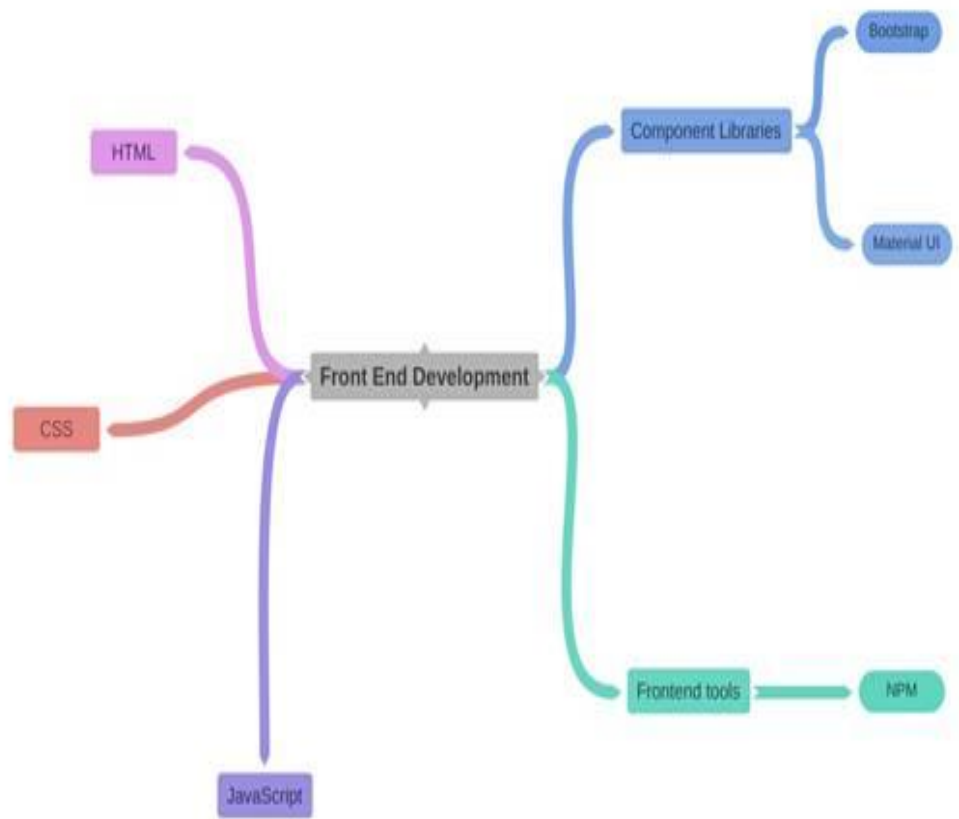 Bootstrap
Component Libraries
HTML
Material UI
Front End Development
CSS
Frontend tools
NPM
JavaScript